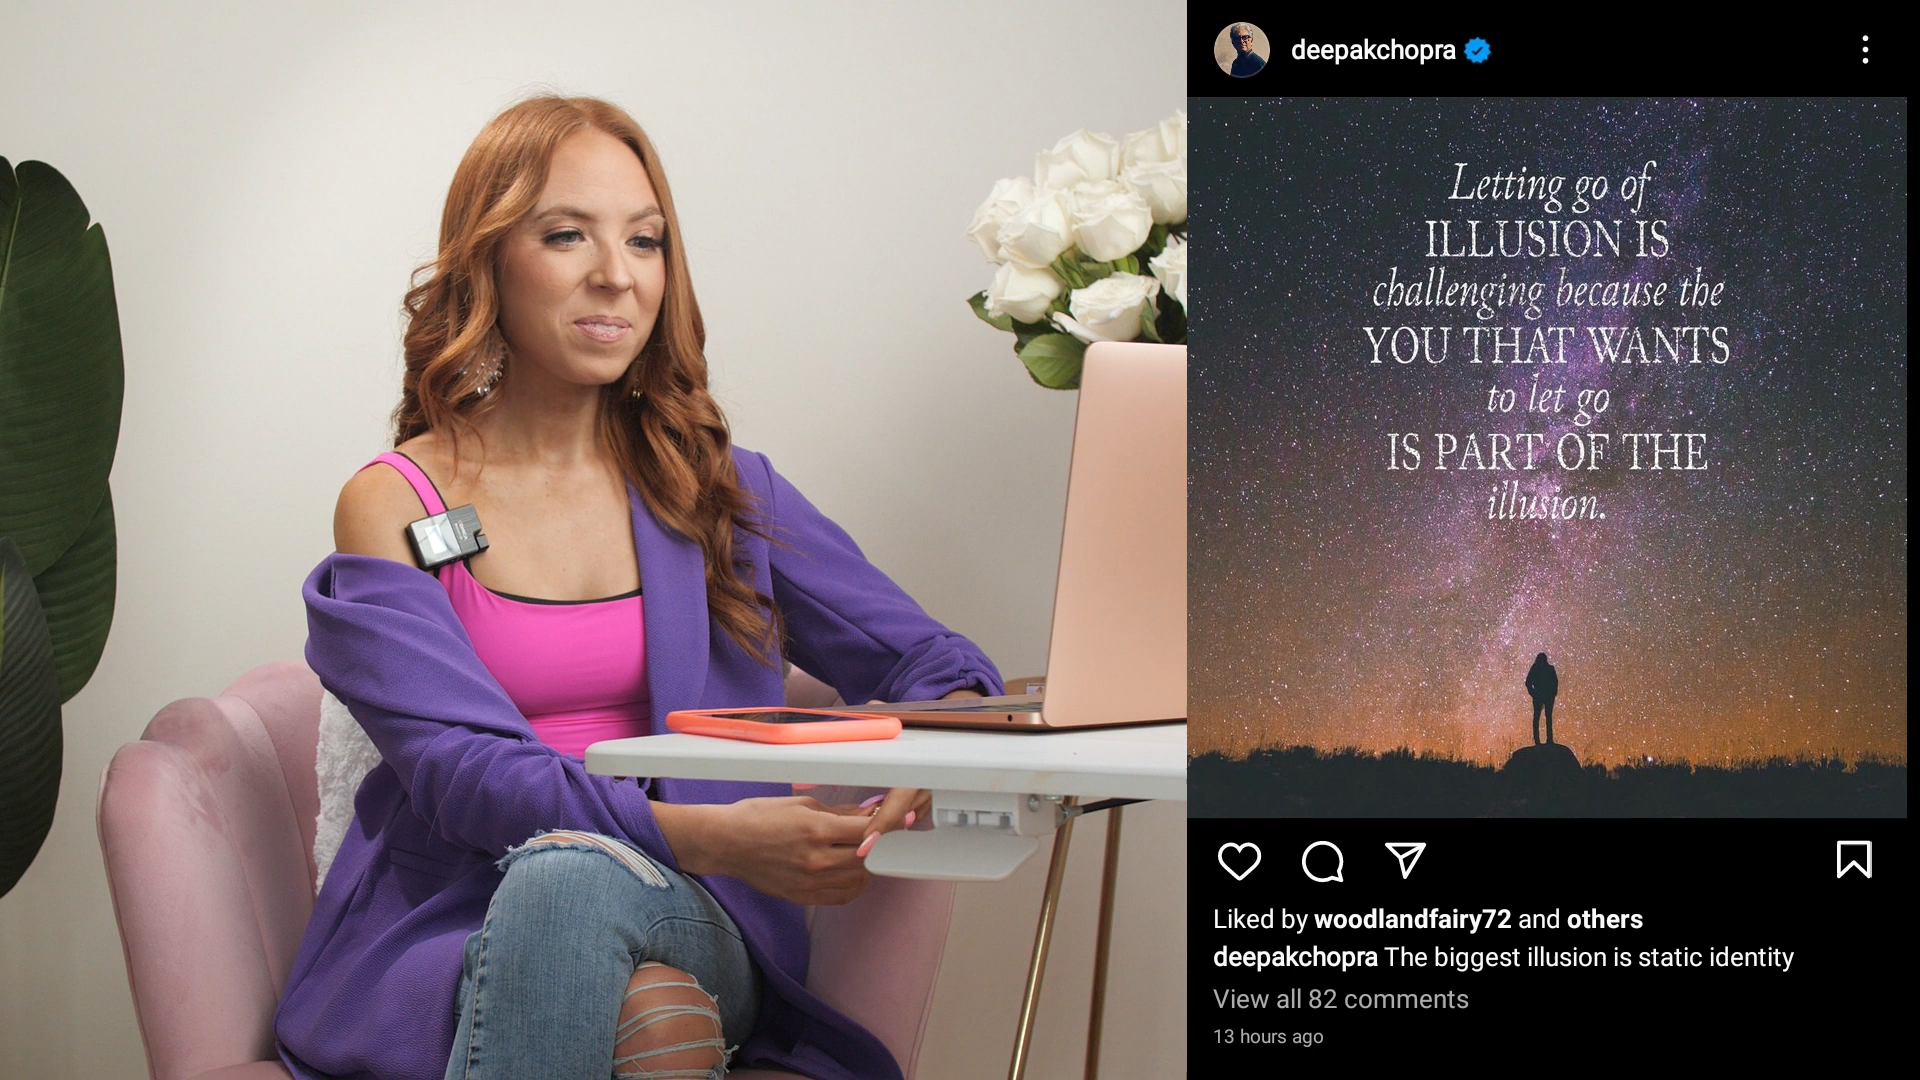 deepakchopra
Letting go of
ILLUSION IS
challenging because the
YOU THAT WANTS
to let go
IS PART OF THE
illusion.
Liked by woodlandfairy72 and others
deepakchopra The biggest illusion is static identity
View all 82 comments
13 hours ago